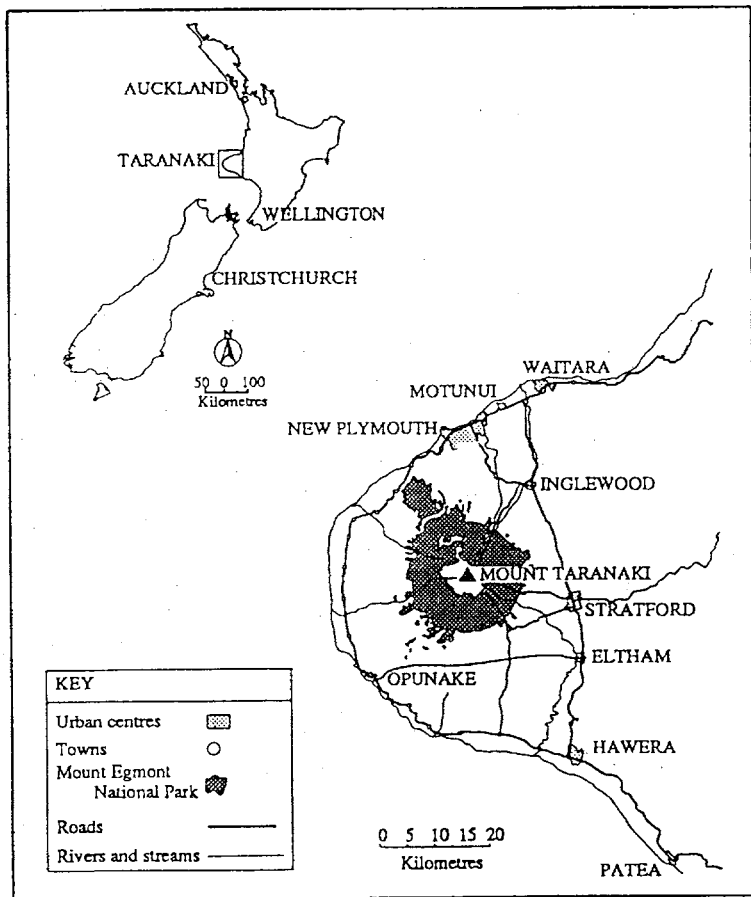 AUCKLAND
TARANAKI
WELLINGTON
CHRISTCHURCH
N
50 0 100
Kilometres
WAITARA
MOTUNUI
NEW PLYMOUTH
INGLEWOOD
MOUNT TARANAKI
STRATFORD
ELTHAM
OPUNAKE
HAWERA
PATEA
KEY
Urban centres
Towns
Mount Egmont
National Park
Roads
Rivers and streams
0 5 10 15 20
Kilometres